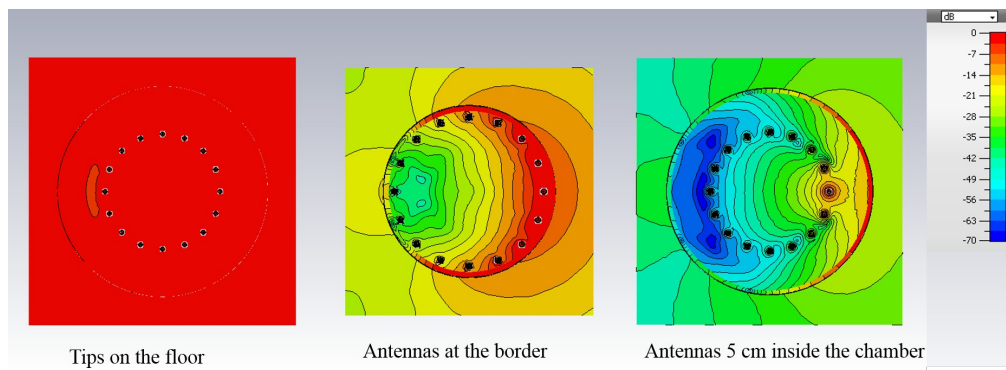 dB
0
-7
-14
-21
-28
-35
-42
-49
-56
-63
-70
Tips on the floor
Antennas at the border
Antennas 5 cm inside the chamber